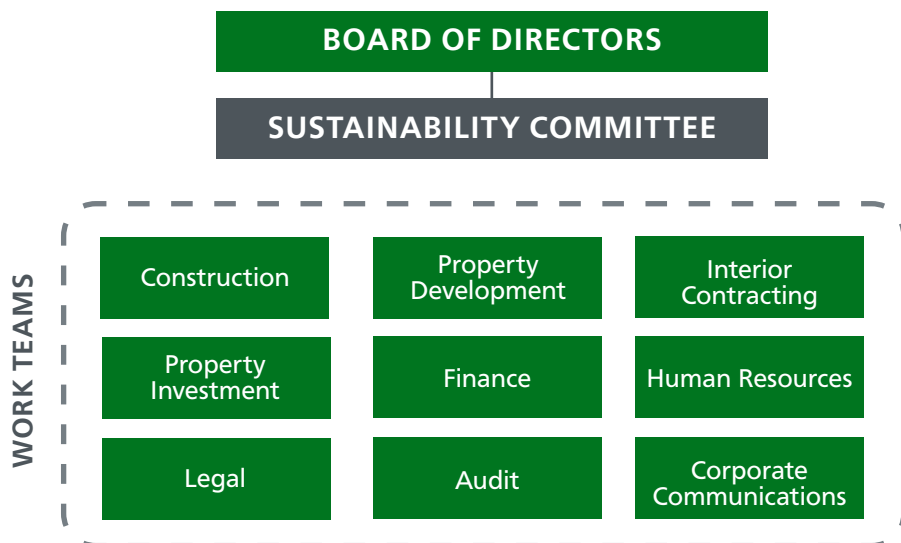 BOARD OF DIRECTORS
SUSTAINABILITY COMMITTEE
WORK TEAMS
Construction
Property
Development
Interior
Contracting
Property
Investment
Finance
Human Resources
Legal
Audit
Corporate
Communications